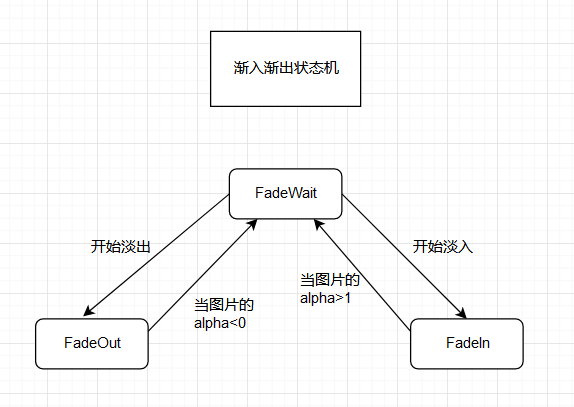 渐入渐出状态机
FadeWait
开始淡出
开始淡入
当图片的
alpha>1
当图片的
alpha<0
FadeOut
FadeIn